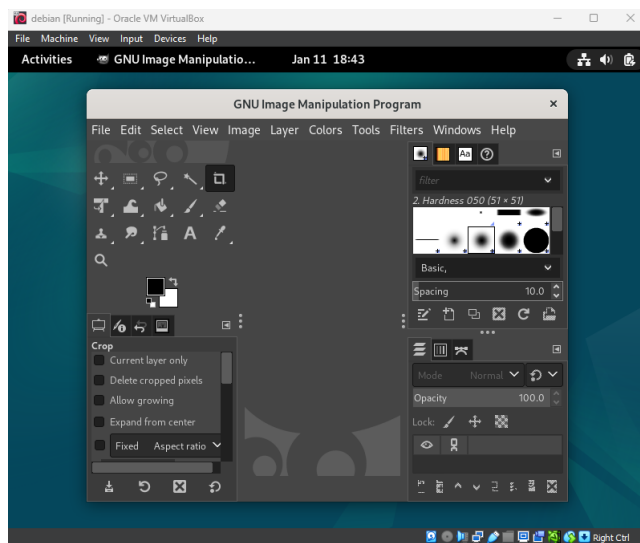 debian [Running] - Oracle VM VirtualBox
File Machine View Input Devices Help
Activities GNU Image Manipulatio... Jan 11 18:43
GNU Image Manipulation Program
File Edit Select View Image Layer Colors Tools Filters Windows Help
filter
2. Hardness 050 (51 × 51)
Basic,
Spacing 10.0
Crop
Current layer only
Delete cropped pixels
Allow growing
Expand from center
Fixed Aspect ratio
Mode Normal
Opacity 100.0
Lock:
Right Ctrl